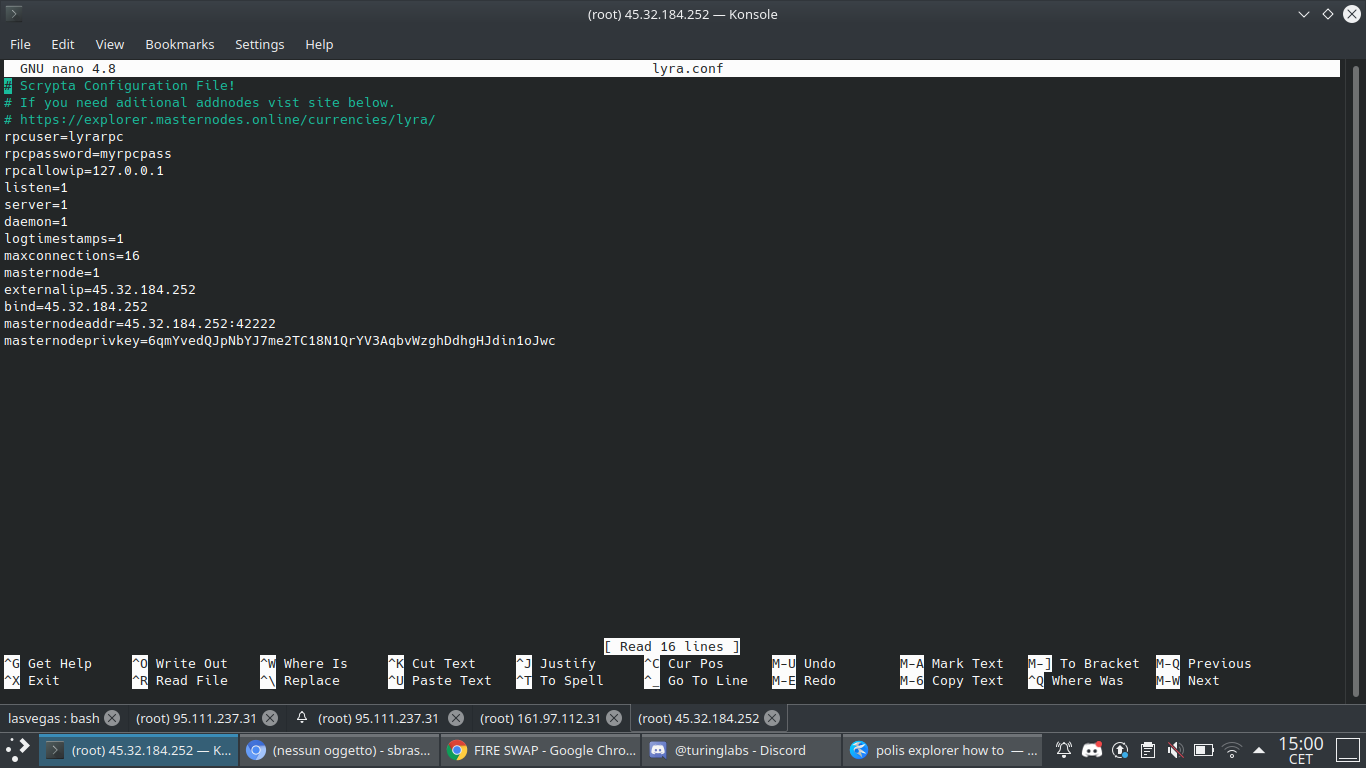 (root) 45.32.184.252 — Konsole
File Edit View Bookmarks Settings Help
GNU nano 4.8 lyra.conf
# Scrypta Configuration File!
# If you need aditional addnodes vist site below.
# https://explorer.masternodes.online/currencies/lyra/
rpcuser=lyrarpc
rpcpassword=myrpcpass
rpcallowip=127.0.0.1
listen=1
server=1
daemon=1
logtimestamps=1
maxconnections=16
masternode=1
externalip=45.32.184.252
bind=45.32.184.252
masternodeaddr=45.32.184.252:42222
masternodeprivkey=6qmYvedQJpNbYJ7me2TC18N1QrYV3AqbvWzghDdhgHJdin1oJwc
[ Read 16 lines ]
^G Get Help ^O Write Out ^W Where Is ^K Cut Text ^J Justify ^C Cur Pos M-U Undo M-A Mark Text M-] To Bracket M-Q Previous
^X Exit ^R Read File ^\ Replace ^U Paste Text ^T To Spell ^_ Go To Line M-E Redo M-6 Copy Text ^Q Where Was M-W Next
lasvegas : bash (root) 95.111.237.31 (root) 95.111.237.31 (root) 161.97.112.31 (root) 45.32.184.252
(root) 45.32.184.252 — K... (nessun oggetto) - sbras... FIRE SWAP - Google Chro... @turinglabs - Discord polis explorer how to — ... 15:00
CET